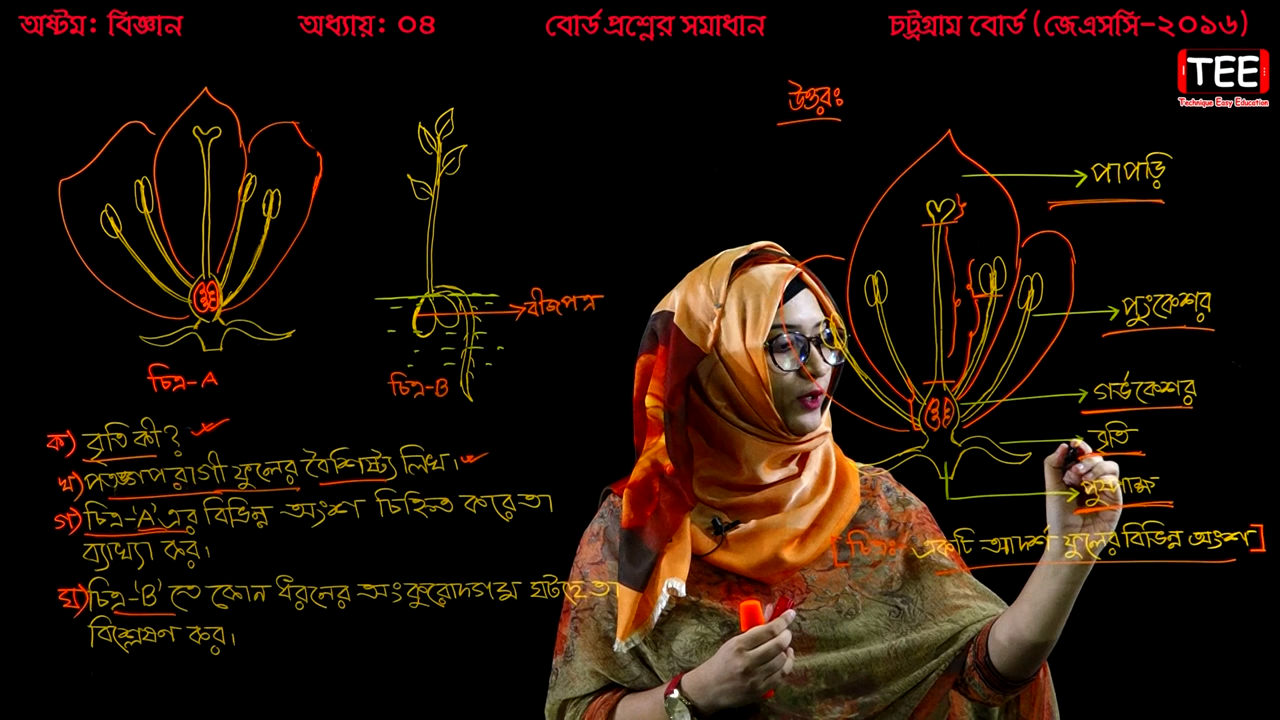 অষ্টম: বিজ্ঞান
অধ্যায়: ০৪
বোর্ড প্রশ্নের সমাধান
চট্টগ্রাম বোর্ড (জেএসসি-২০১৬)
TEE
Technique Easy Education
চিত্র-A
বীজপত্র
চিত্র-B
ক) বৃতি কী?
খ) পতঙ্গপরাগী ফুলের বৈশিষ্ট্য লিখ।
গ) চিত্র-'A' এর বিভিন্ন অংশ চিহ্নিত করে তা
ব্যাখ্যা কর।
ঘ) চিত্র-'B' তে কোন ধরনের অংকুরোদগম ঘটছে তা
বিশ্লেষণ কর।
উত্তরঃ
পাপড়ি
পুংকেশর
গর্ভকেশর
বৃতি
পুষ্পাক্ষ
[চিত্রঃ একটি আদর্শ ফুলের বিভিন্ন অংশ]